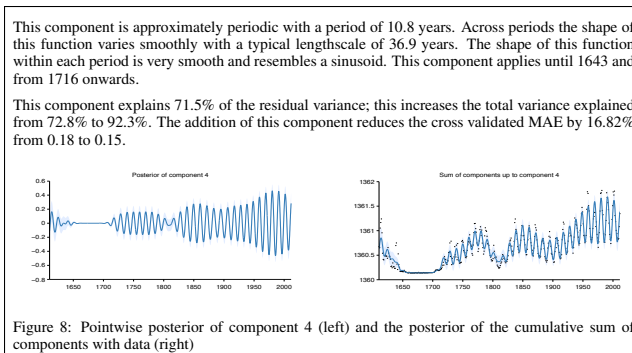 This component is approximately periodic with a period of 10.8 years. Across periods the shape of
this function varies smoothly with a typical lengthscale of 36.9 years. The shape of this function
within each period is very smooth and resembles a sinusoid. This component applies until 1643 and
from 1716 onwards.
This component explains 71.5% of the residual variance; this increases the total variance explained
from 72.8% to 92.3%. The addition of this component reduces the cross validated MAE by 16.82%
from 0.18 to 0.15.
Posterior of component 4
0.6
0.4
0.2
0
−0.2
−0.4
−0.6
−0.8
1650 1700 1750 1800 1850 1900 1950 2000
Sum of components up to component 4
1362
1361.5
1361
1360.5
1360
1650 1700 1750 1800 1850 1900 1950 2000
Figure 8: Pointwise posterior of component 4 (left) and the posterior of the cumulative sum of
components with data (right)